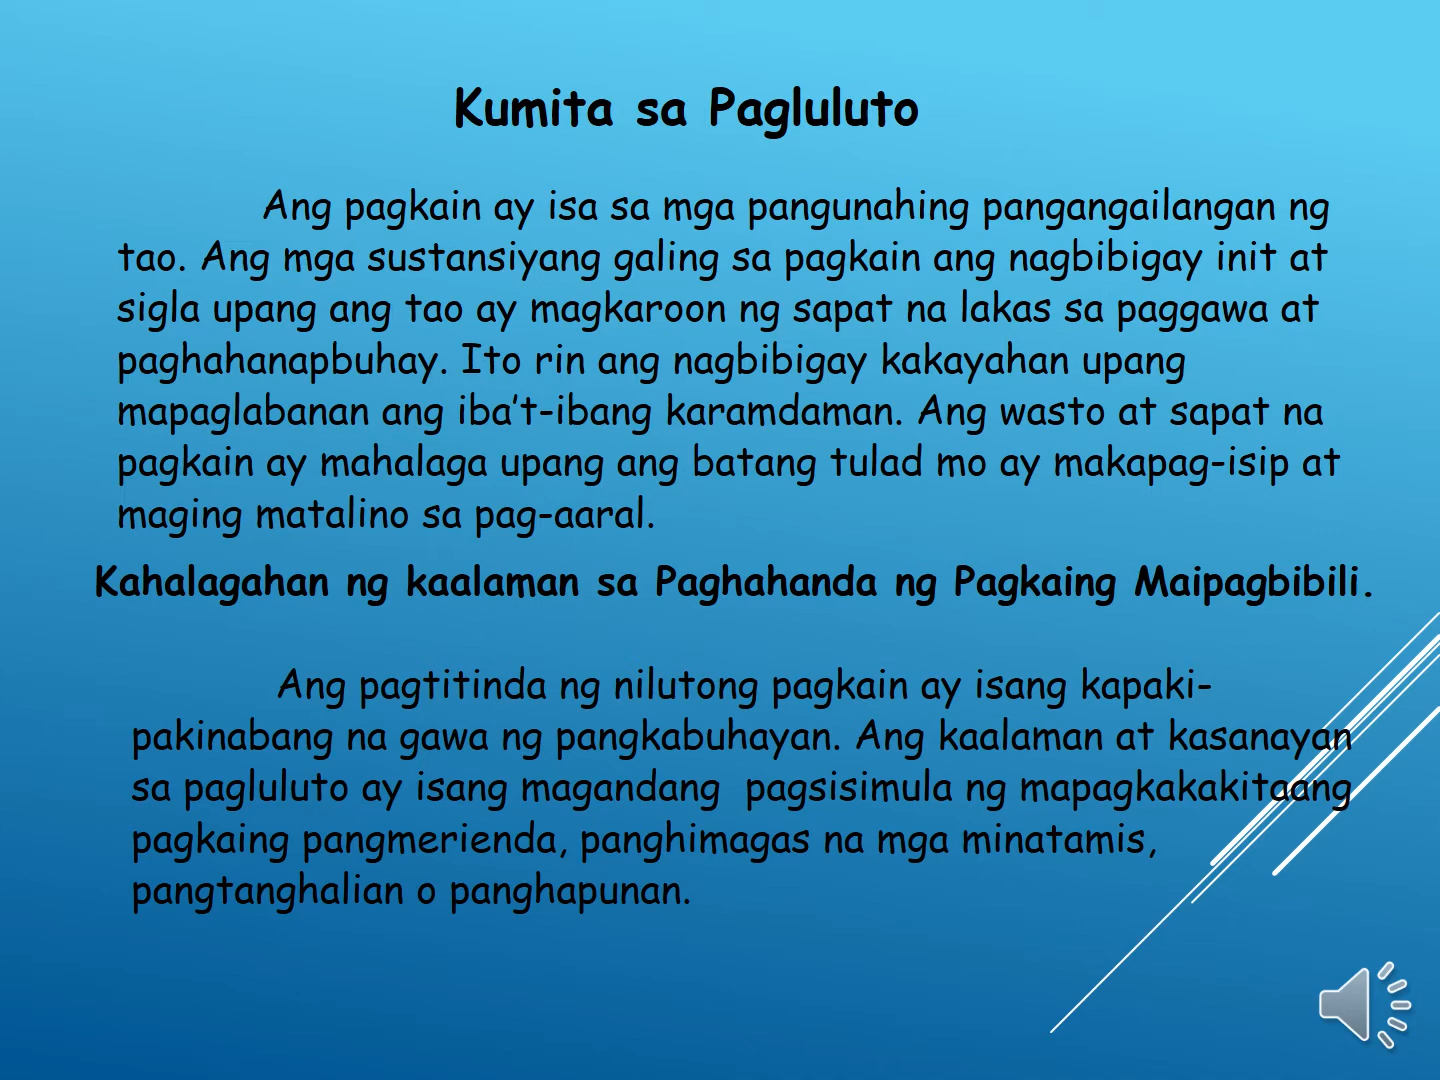 Kumita sa Pagluluto
Ang pagkain ay isa sa mga pangunahing pangangailangan ng
tao. Ang mga sustansiyang galing sa pagkain ang nagbibigay init at
sigla upang ang tao ay magkaroon ng sapat na lakas sa paggawa at
paghahanapbuhay. Ito rin ang nagbibigay kakayahan upang
mapaglabanan ang iba’t-ibang karamdaman. Ang wasto at sapat na
pagkain ay mahalaga upang ang batang tulad mo ay makapag-isip at
maging matalino sa pag-aaral.
Kahalagahan ng kaalaman sa Paghahanda ng Pagkaing Maipagbibili.
Ang pagtitinda ng nilutong pagkain ay isang kapaki-
pakinabang na gawa ng pangkabuhayan. Ang kaalaman at kasanayan
sa pagluluto ay isang magandang pagsisimula ng mapagkakakitaang
pagkaing pangmerienda, panghimagas na mga minatamis,
pangtanghalian o panghapunan.